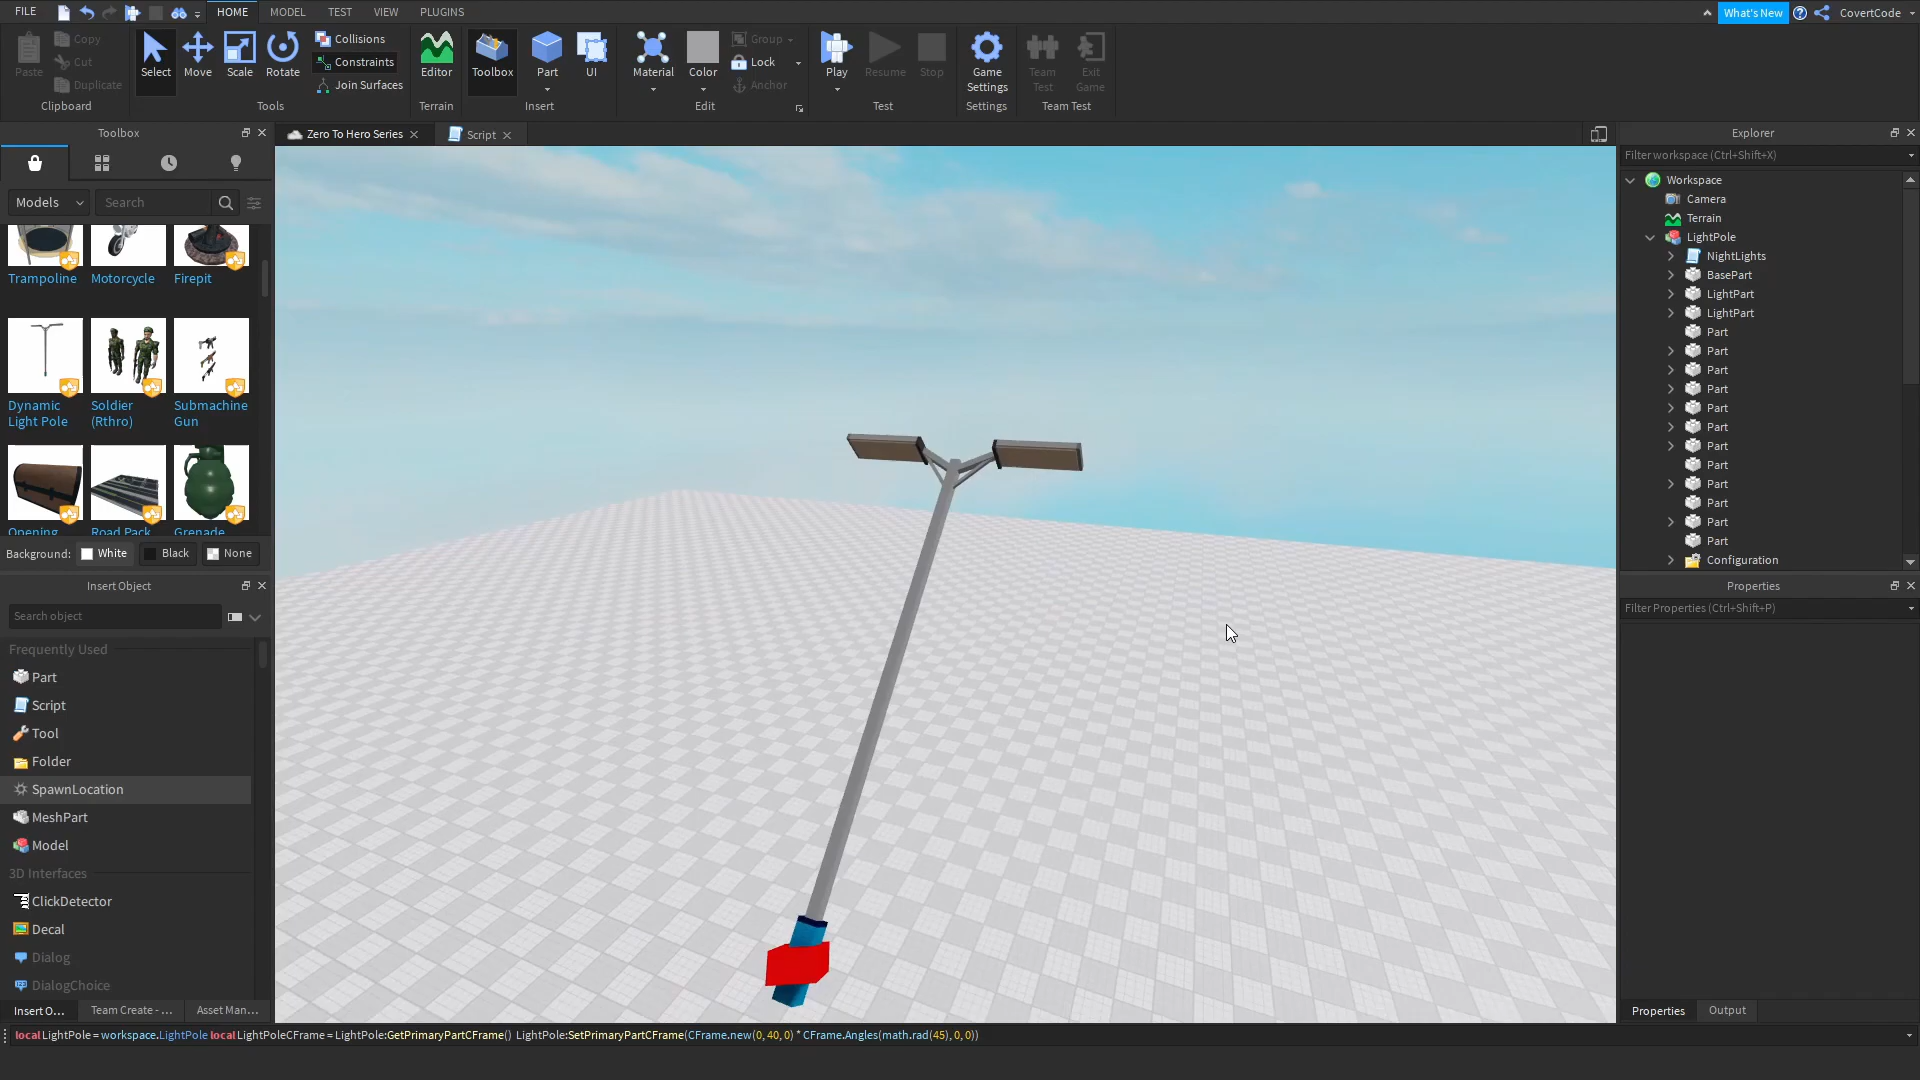 FILE
HOME
MODEL
TEST
VIEW
PLUGINS
What's New
CovertCode
Paste
Copy
Cut
Duplicate
Clipboard
Select
Move
Scale
Rotate
Collisions
Constraints
Join Surfaces
Tools
Editor
Terrain
Toolbox
Part
UI
Insert
Material
Color
Group
Lock
Anchor
Edit
Play
Resume
Stop
Test
Game
Settings
Settings
Team
Test
Exit
Game
Team Test
Toolbox
Models
Search
Trampoline
Motorcycle
Firepit
Dynamic
Light Pole
Soldier
(Rthro)
Submachine
Gun
Opening
Road Pack
Grenade
Background:
White
Black
None
Insert Object
Search object
Frequently Used
Part
Script
Tool
Folder
SpawnLocation
MeshPart
Model
3D Interfaces
ClickDetector
Decal
Dialog
DialogChoice
Insert O...
Team Create - ...
Asset Man...
Zero To Hero Series
Script
Explorer
Filter workspace (Ctrl+Shift+X)
Workspace
Camera
Terrain
LightPole
NightLights
BasePart
LightPart
LightPart
Part
Part
Part
Part
Part
Part
Part
Part
Part
Part
Part
Part
Configuration
Properties
Filter Properties (Ctrl+Shift+P)
Properties
Output
local LightPole = workspace.LightPole local LightPoleCFrame = LightPole:GetPrimaryPartCFrame() LightPole:SetPrimaryPartCFrame(CFrame.new(0, 40, 0) * CFrame.Angles(math.rad(45), 0, 0))